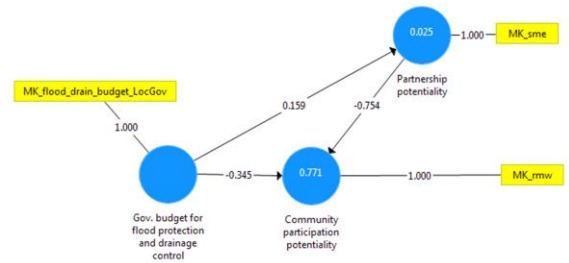 0.025
1.000
MK_sme
Partnership
potentiality
MK_flood_drain_budget_LocGov
0.159
-0.754
1.000
-0.345
0.771
1.000
MK_rmw
Gov. budget for
flood protection
and drainage
control
Community
participation
potentiality